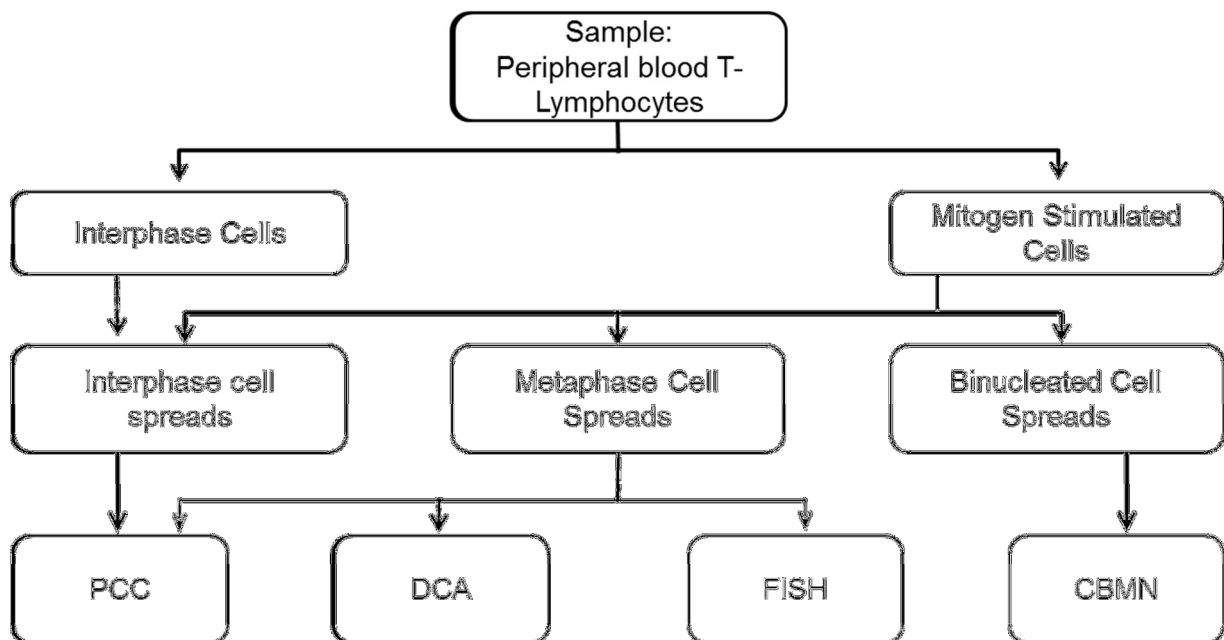 Sample:
Peripheral blood T-
Lymphocytes
Interphase Cells
Mitogen Stimulated
Cells
Interphase cell
spreads
Metaphase Cell
Spreads
Binucleated Cell
Spreads
PCC
DCA
FISH
CBMN